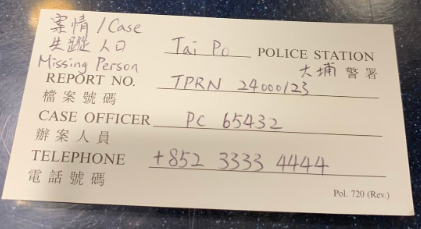 案情 / Case
失蹤人口
Missing Person
Tai Po POLICE STATION
大埔 警署
REPORT NO. TPRN 24000123
檔案號碼
CASE OFFICER PC 65432
辦案人員
TELEPHONE +852 3333 4444
電話號碼
Pol. 720 (Rev.)